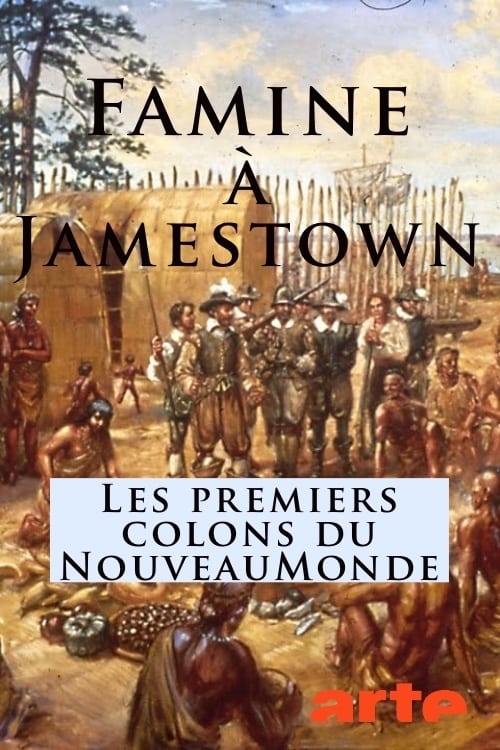 Famine
à
Jamestown
Les premiers
colons du
NouveauMonde
arte